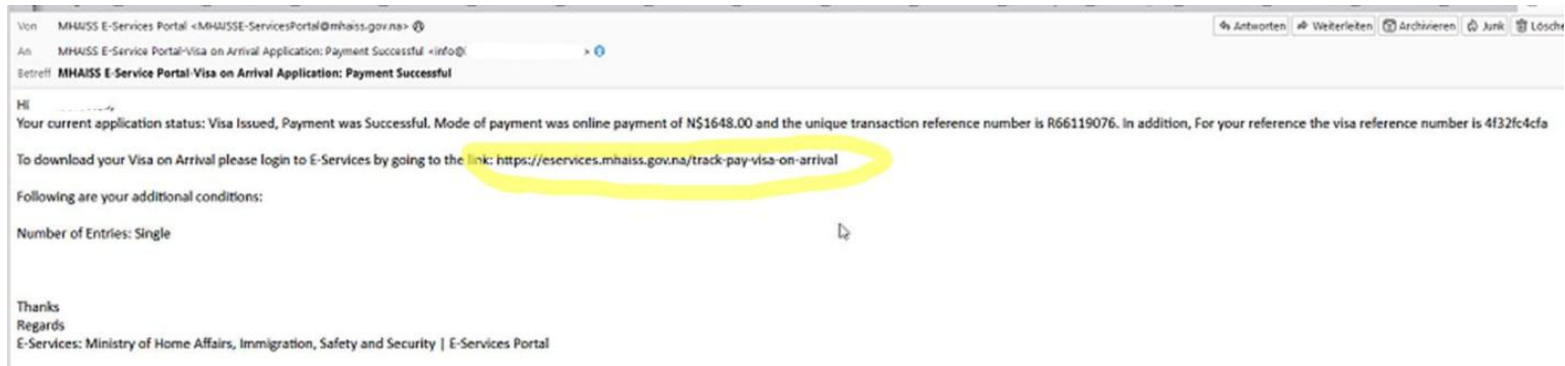 Von MHAISS E-Services Portal <MHAISSE-ServicesPortal@mhaiss.gov.na>
Antworten Weiterleiten Archivieren Junk Lösche
An MHAISS E-Service Portal-Visa on Arrival Application: Payment Successful <info@ >
Betreff MHAISS E-Service Portal-Visa on Arrival Application: Payment Successful
Hi
Your current application status: Visa Issued, Payment was Successful. Mode of payment was online payment of N$1648.00 and the unique transaction reference number is R66119076. In addition, For your reference the visa reference number is 4f32fc4cfa
To download your Visa on Arrival please login to E-Services by going to the link: https://eservices.mhaiss.gov.na/track-pay-visa-on-arrival
Following are your additional conditions:
Number of Entries: Single
Thanks
Regards
E-Services: Ministry of Home Affairs, Immigration, Safety and Security | E-Services Portal